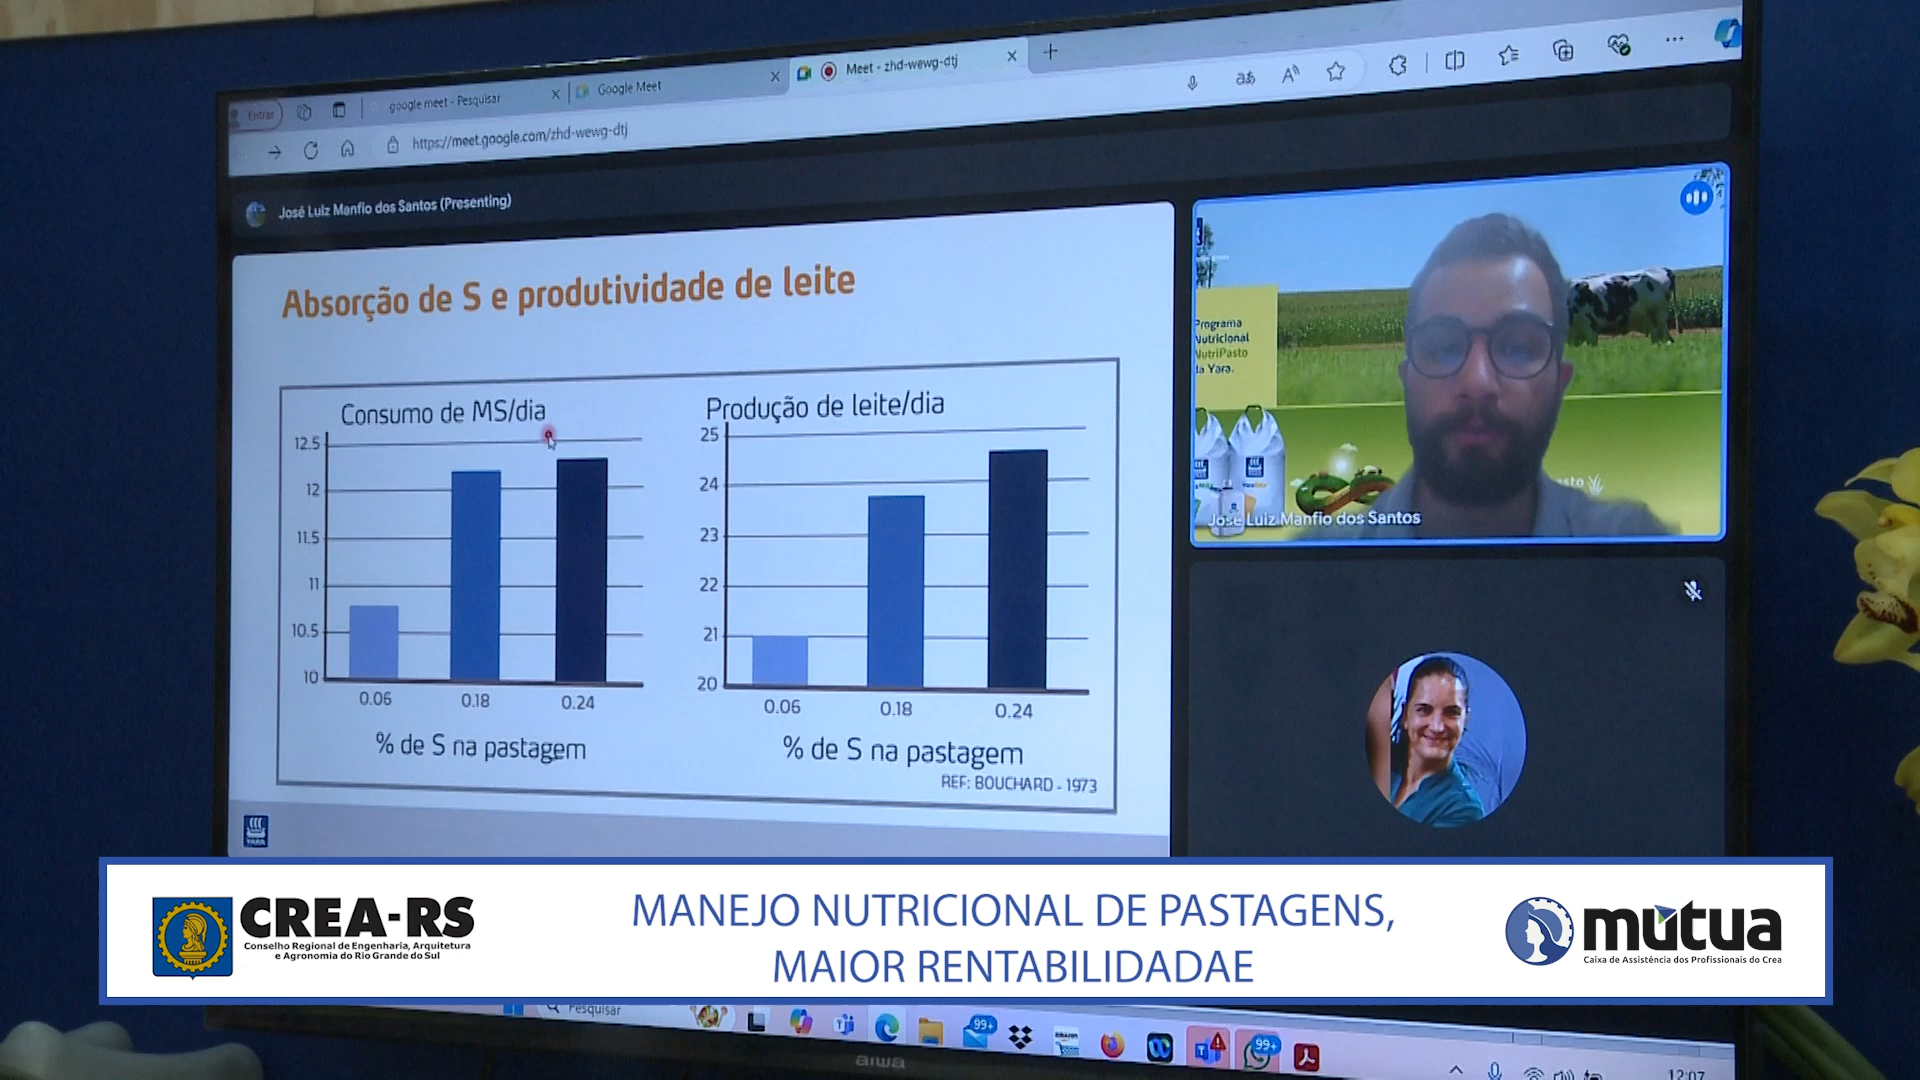 Entrar
google meet - Pesquisar
Google Meet
Meet - zhd-wewg-dtj
https://meet.google.com/zhd-wewg-dtj
José Luiz Manfio dos Santos (Presenting)
Absorção de S e produtividade de leite
Consumo de MS/dia
12.5
12
11.5
11
10.5
10
0.06
0.18
0.24
% de S na pastagem
Produção de leite/dia
25
24
23
22
21
20
0.06
0.18
0.24
% de S na pastagem
REF: BOUCHARD - 1973
YARA
Programa
Nutricional
NutriPasto
da Yara.
José Luiz Manfio dos Santos
CREA-RS
Conselho Regional de Engenharia, Arquitetura
e Agronomia do Rio Grande do Sul
MANEJO NUTRICIONAL DE PASTAGENS,
MAIOR RENTABILIDADAE
mútua
Caixa de Assistência dos Profissionais do Crea
Pesquisar
99+
99+
12:07
aiwa